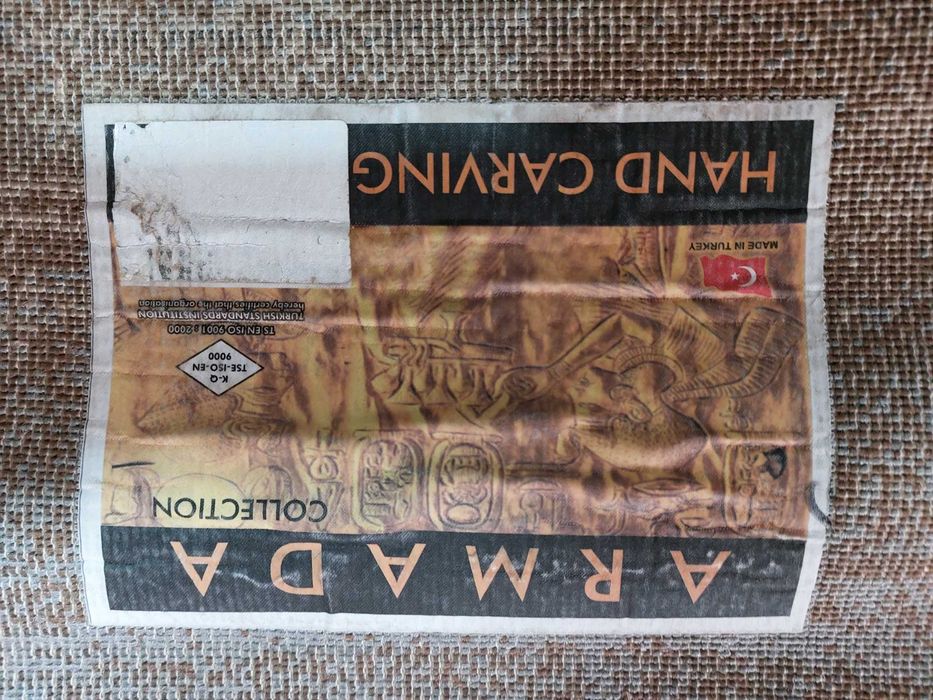 ARMADA
COLLECTION
K-Q
TSE-ISO-EN
9000
TS EN ISO 9001 : 2000
TURKISH STANDARDS INSTITUTION
hereby certifies that the organisation
MADE IN TURKEY
HAND CARVING